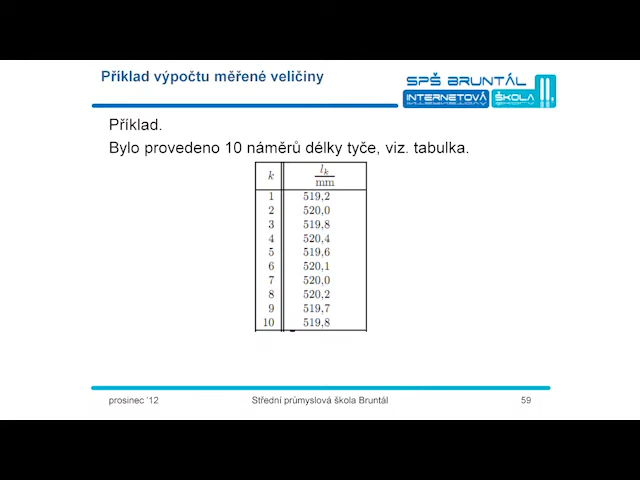 Příklad výpočtu měřené veličiny
SPŠ BRUNTÁL
INTERNETOVÁ ŠKOLA II.
Příklad.
Bylo provedeno 10 náměrů délky tyče, viz. tabulka.
k l_k/mm
1 519,2
2 520,0
3 519,8
4 520,4
5 519,6
6 520,1
7 520,0
8 520,2
9 519,7
10 519,8
prosinec '12 Střední průmyslová škola Bruntál 59